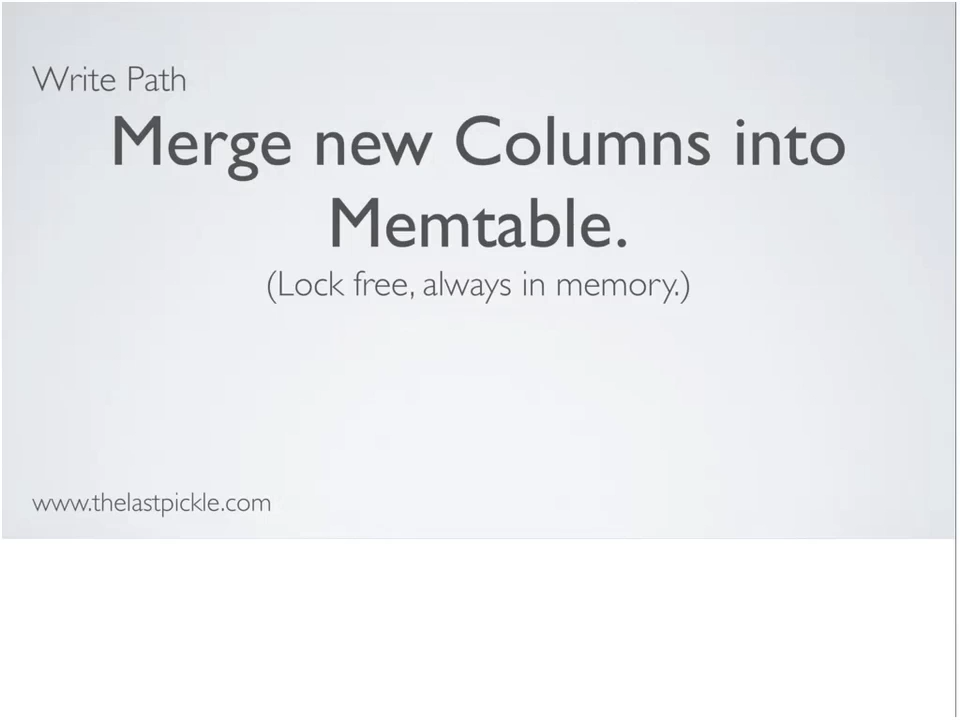 Write Path
Merge new Columns into
Memtable.
(Lock free, always in memory.)
www.thelastpickle.com